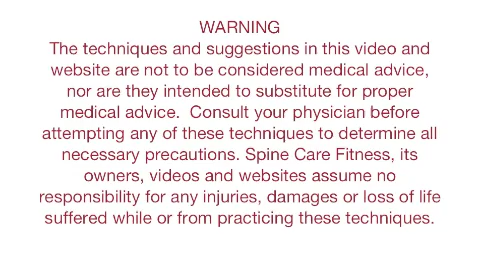 WARNING
The techniques and suggestions in this video and
website are not to be considered medical advice,
nor are they intended to substitute for proper
medical advice.  Consult your physician before
attempting any of these techniques to determine all
necessary precautions. Spine Care Fitness, its
owners, videos and websites assume no
responsibility for any injuries, damages or loss of life
suffered while or from practicing these techniques.